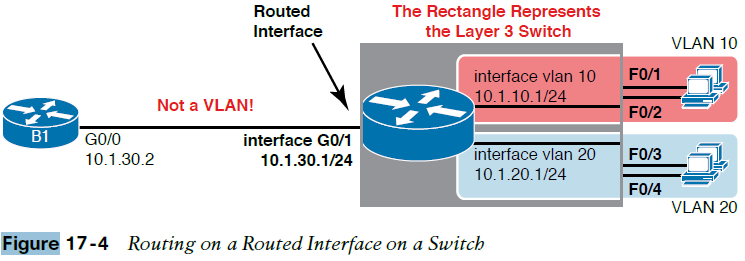 Routed
Interface
The Rectangle Represents
the Layer 3 Switch
VLAN 10
interface vlan 10
10.1.10.1/24
F0/1
F0/2
Not a VLAN!
B1
G0/0
10.1.30.2
interface G0/1
10.1.30.1/24
interface vlan 20
10.1.20.1/24
F0/3
F0/4
VLAN 20
Figure 17-4 Routing on a Routed Interface on a Switch